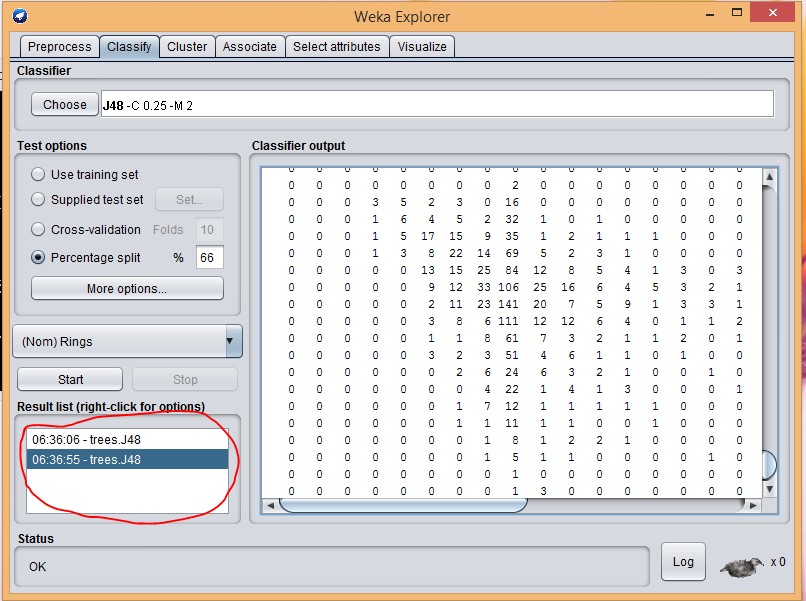 Weka Explorer
Preprocess Classify Cluster Associate Select attributes Visualize
Classifier
Choose J48 -C 0.25 -M 2
Test options
Use training set
Supplied test set Set...
Cross-validation Folds 10
Percentage split % 66
More options...
(Nom) Rings
Start Stop
Result list (right-click for options)
06:36:06 - trees.J48
06:36:55 - trees.J48
Classifier output
0 0 0 0 0 0 0 0 2 0 0 0 0 0 0 0 0
0 0 0 3 5 2 3 0 16 0 0 0 0 0 0 0 0
0 0 0 1 6 4 5 2 32 1 0 1 0 0 0 0 0
0 0 0 1 5 17 15 9 35 1 2 1 1 1 0 0 0
0 0 0 1 3 8 22 14 69 5 2 3 1 0 0 0 0
0 0 0 0 0 13 15 25 84 12 8 5 4 1 3 0 3
0 0 0 0 0 9 12 33 106 25 16 6 4 5 3 2 1
0 0 0 0 0 2 11 23 141 20 7 5 9 1 3 3 1
0 0 0 0 0 3 8 6 111 12 12 6 4 0 1 1 2
0 0 0 0 0 1 1 8 61 7 3 2 1 1 2 0 1
0 0 0 0 0 3 2 3 51 4 6 1 1 0 1 0 0
0 0 0 0 0 0 2 6 24 6 3 2 1 0 0 1 0
0 0 0 0 0 0 0 4 22 1 4 1 3 0 0 0 1
0 0 0 0 0 0 1 7 12 1 1 1 1 1 0 0 0
0 0 0 0 0 0 1 1 11 1 1 0 0 1 0 0 0
0 0 0 0 0 0 0 1 8 1 2 2 1 0 0 0 0
0 0 0 0 0 0 0 1 5 1 1 0 0 0 0 1 0
0 0 0 0 0 0 0 0 1 0 0 0 0 0 0 0 0
0 0 0 0 0 0 0 0 1 3 0 0 0 0 0 0 0
Status
OK
Log x 0